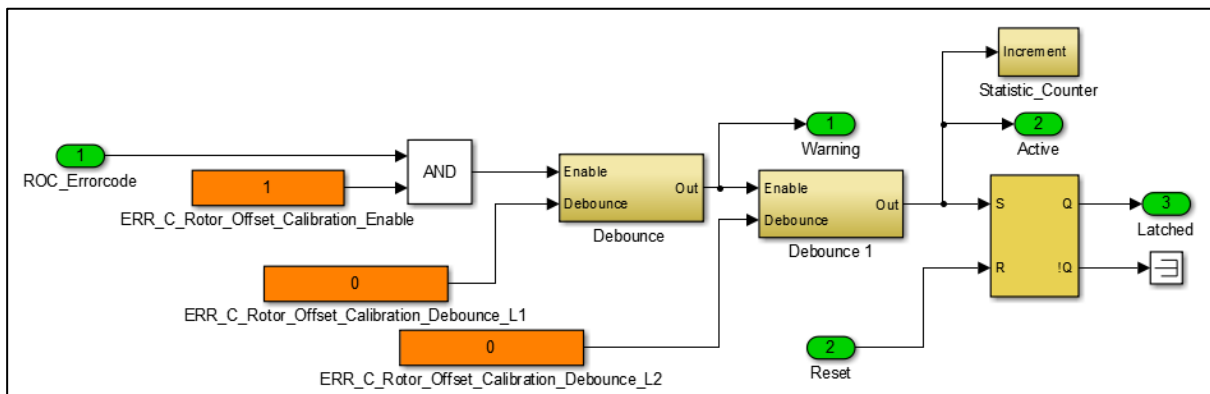 Increment
Statistic_Counter
1
Warning
2
Active
1
ROC_Errorcode
AND
1
ERR_C_Rotor_Offset_Calibration_Enable
Enable
Debounce
Out
Debounce
Enable
Debounce
Out
Debounce 1
S
R
Q
!Q
3
Latched
0
ERR_C_Rotor_Offset_Calibration_Debounce_L1
0
ERR_C_Rotor_Offset_Calibration_Debounce_L2
2
Reset